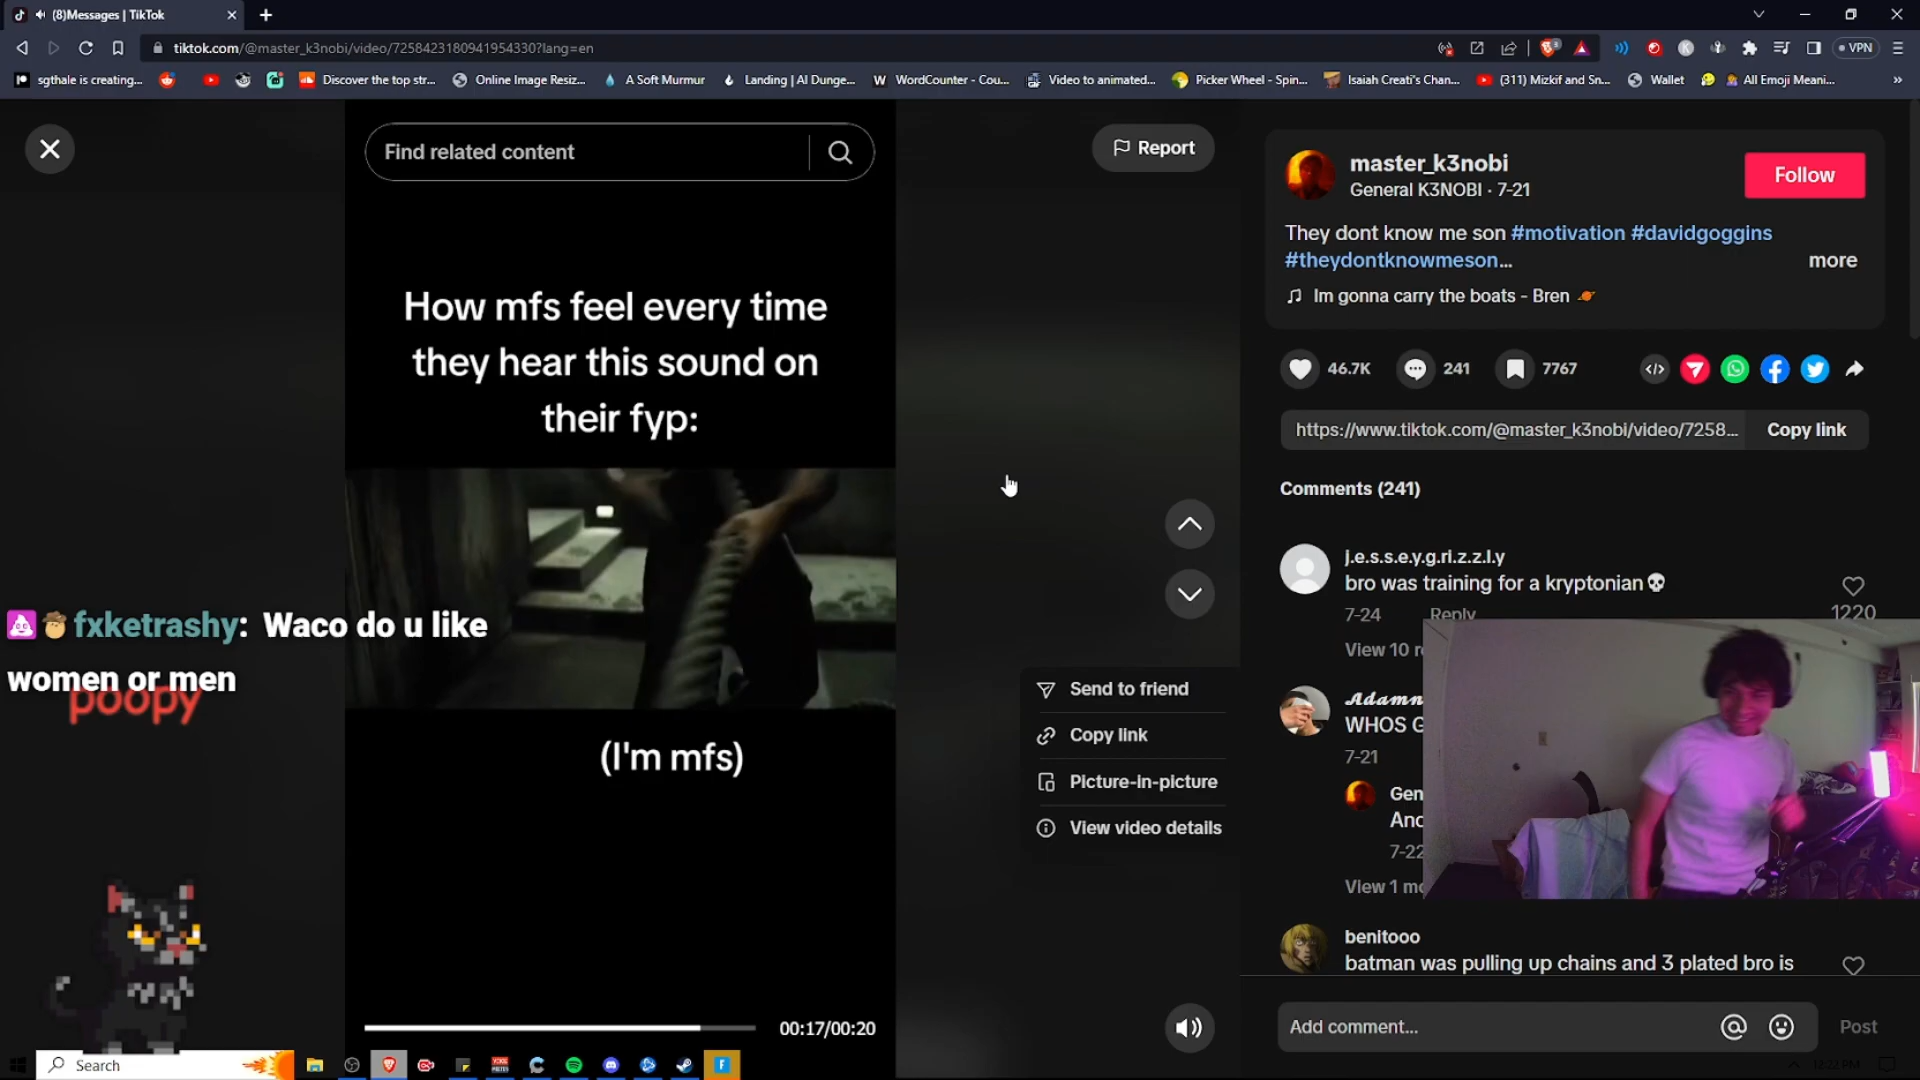 (8)Messages | TikTok
tiktok.com/@master_k3nobi/video/7258423180941954330?lang=en
VPN
sgthale is creating...
Discover the top str...
Online Image Resiz...
A Soft Murmur
Landing | AI Dunge...
WordCounter - Cou...
Video to animated...
Picker Wheel - Spin...
Isaiah Creati's Chan...
(311) Mizkif and Sn...
Wallet
All Emoji Meani...
Find related content
Report
How mfs feel every time
they hear this sound on
their fyp:
(I'm mfs)
00:17/00:20
fxketrashy: Waco do u like
women or men
poopy
Send to friend
Copy link
Picture-in-picture
View video details
master_k3nobi
General K3NOBI · 7-21
Follow
They dont know me son #motivation #davidgoggins
#theydontknowmeson...
more
Im gonna carry the boats - Bren
46.7K
241
7767
https://www.tiktok.com/@master_k3nobi/video/7258...
Copy link
Comments (241)
j.e.s.s.e.y.g.ri.z.z.l.y
bro was training for a kryptonian
7-24
Reply
1220
View 10 r
Adamn
WHOS G
7-21
Gen
Anc
7-22
View 1 mo
benitooo
batman was pulling up chains and 3 plated bro is
Add comment...
Post
Search
12:22 PM